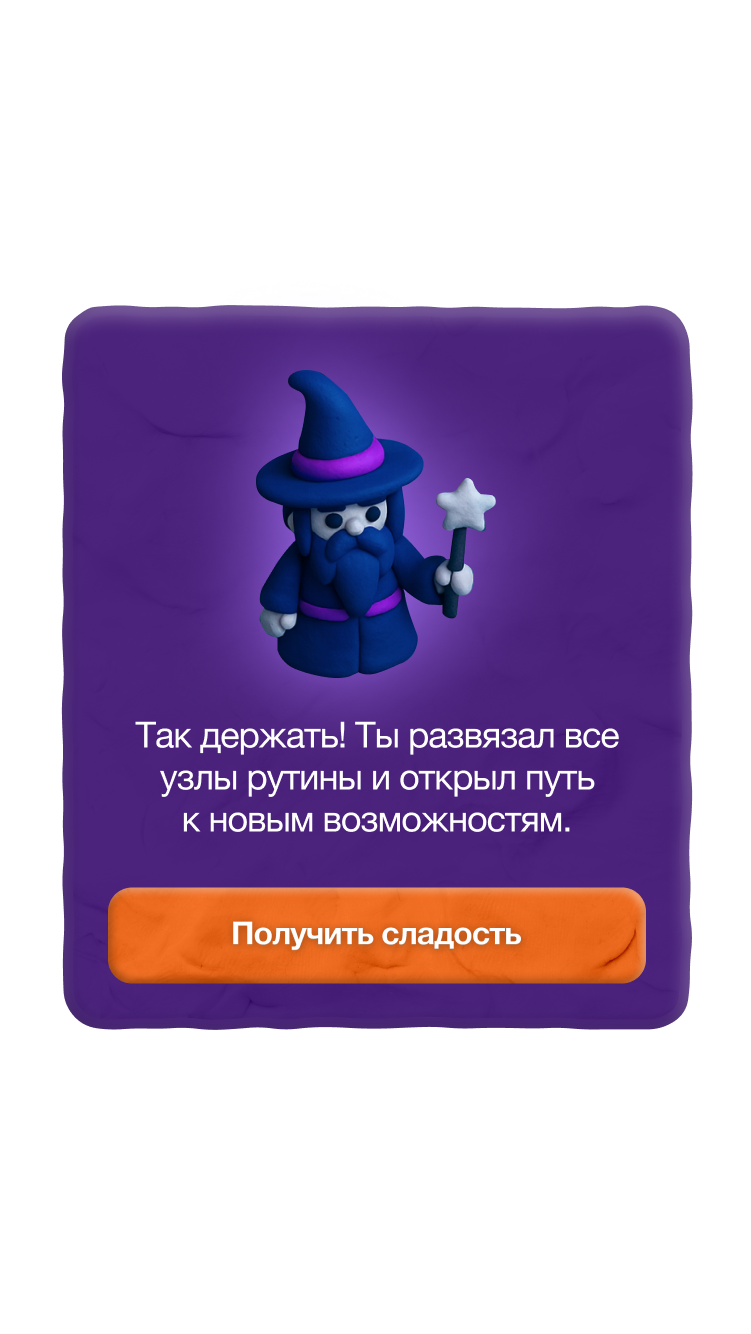 Так держать! Ты развязал все
узлы рутины и открыл путь
к новым возможностям.
Получить сладость